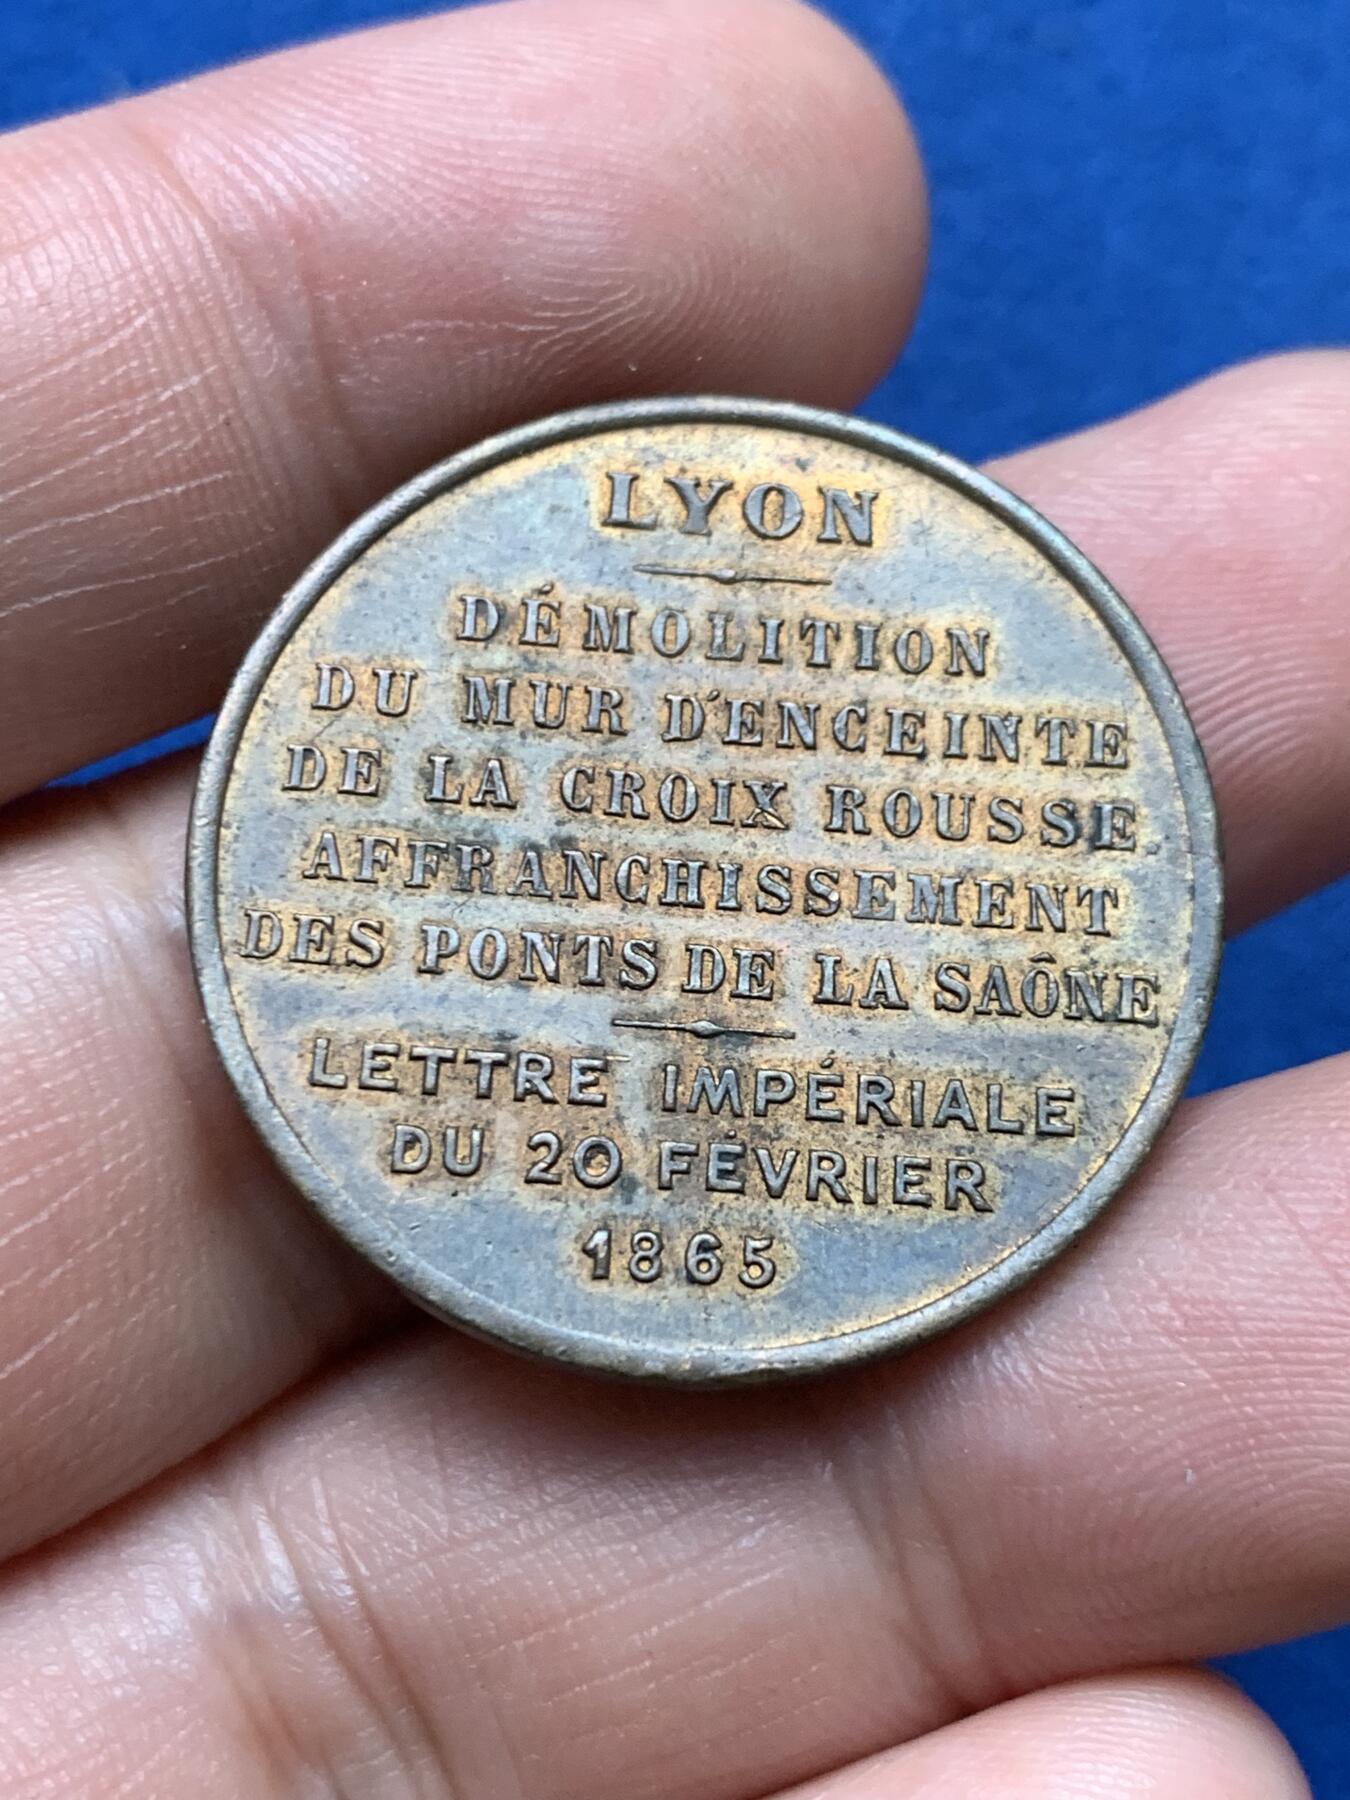 LYON
DÉMOLITION
DU MUR D'ENCEINTE
DE LA CROIX ROUSSE
AFFRANCHISSEMENT
DES PONTS DE LA SAÔNE
LETTRE IMPÉRIALE
DU 20 FÉVRIER
1865